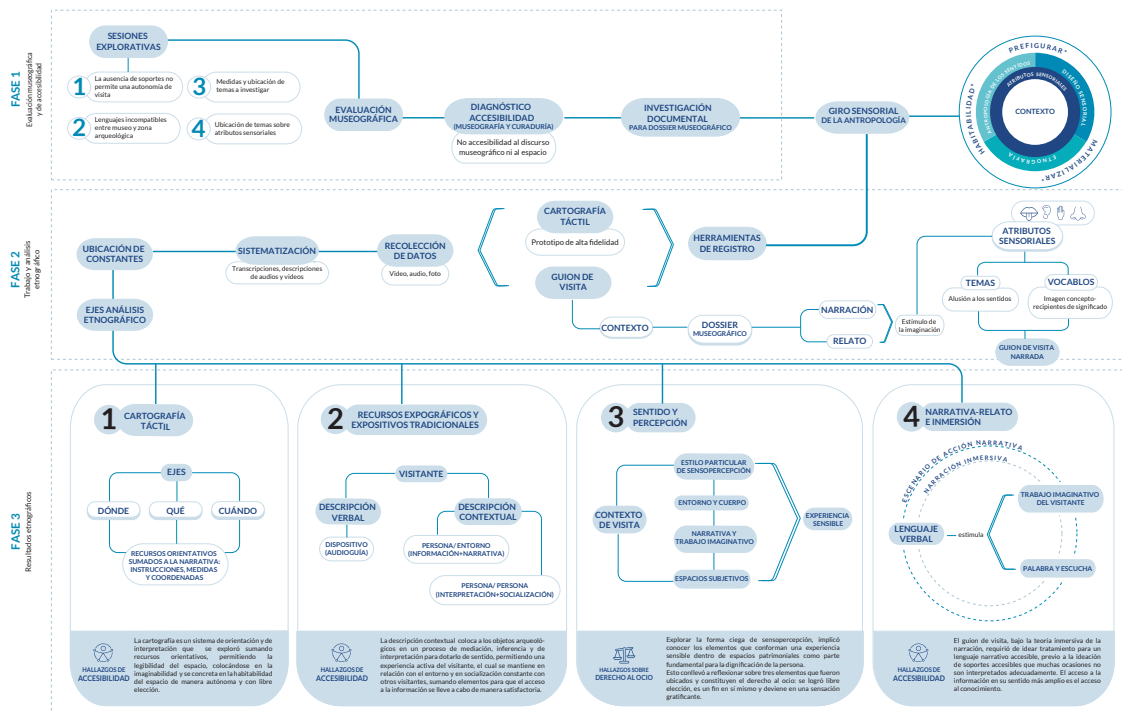 FASE 1
Evaluación museográfica
y de accesibilidad
SESIONES
EXPLORATIVAS
1
La ausencia de soportes no
permite una autonomía de
visita
2
Lenguajes incompatibles
entre museo y zona
arqueológica
3
Medidas y ubicación de
temas a investigar
4
Ubicación de temas sobre
atributos sensoriales
EVALUACIÓN
MUSEOGRÁFICA
DIAGNÓSTICO
ACCESIBILIDAD
(MUSEOGRAFÍA Y CURADURÍA)
No accesibilidad al discurso
museográfico ni al espacio
INVESTIGACIÓN
DOCUMENTAL
PARA DOSSIER MUSEOGRÁFICO
GIRO SENSORIAL
DE LA ANTROPOLOGÍA
PREFIGURAR*
MATERIALIZAR*
HABITABILIDAD*
ANTROPOLOGÍA DE LOS SENTIDOS
DISEÑO SENSORIAL
ETNOGRAFÍA
ATRIBUTOS SENSORIALES
CONTEXTO
FASE 2
Trabajo y análisis
etnográfico
UBICACIÓN DE
CONSTANTES
SISTEMATIZACIÓN
Transcripciones, descripciones
de audios y videos
RECOLECCIÓN
DE DATOS
Video, audio, foto
CARTOGRAFÍA
TÁCTIL
Prototipo de alta fidelidad
GUION DE
VISITA
HERRAMIENTAS
DE REGISTRO
EJES ANÁLISIS
ETNOGRÁFICO
CONTEXTO
DOSSIER
MUSEOGRÁFICO
NARRACIÓN
RELATO
Estímulo de
la imaginación
ATRIBUTOS
SENSORIALES
TEMAS
Alusión a los sentidos
VOCABLOS
Imagen concepto-
recipientes de significado
GUION DE VISITA
NARRADA
FASE 3
Resultados etnográficos
1
CARTOGRAFÍA
TÁCTIL
EJES
DÓNDE
QUÉ
CUÁNDO
RECURSOS ORIENTATIVOS
SUMADOS A LA NARRATIVA:
INSTRUCCIONES, MEDIDAS
Y COORDENADAS
HALLAZGOS DE
ACCESIBILIDAD
La cartografía es un sistema de orientación y de
interpretación que se exploró sumando
recursos orientativos, permitiendo la
legibilidad del espacio, colocándose en la
imaginabilidad y se concreta en la habitabilidad
del espacio de manera autónoma y con libre
elección.
2
RECURSOS EXPOGRÁFICOS Y
EXPOSITIVOS TRADICIONALES
VISITANTE
DESCRIPCIÓN
VERBAL
DISPOSITIVO
(AUDIOGUÍA)
DESCRIPCIÓN
CONTEXTUAL
PERSONA/ ENTORNO
(INFORMACIÓN+NARRATIVA)
PERSONA/ PERSONA
(INTERPRETACIÓN+SOCIALIZACIÓN)
HALLAZGOS DE
ACCESIBILIDAD
La descripción contextual coloca a los objetos arqueoló-
gicos en un proceso de mediación, inferencia y de
interpretación para dotarlo de sentido, permitiendo una
experiencia activa del visitante, el cual se mantiene en
relación con el entorno y en socialización constante con
otros visitantes, sumando elementos para que el acceso
a la información se lleve a cabo de manera satisfactoria.
3
SENTIDO Y
PERCEPCIÓN
CONTEXTO
DE VISITA
ESTILO PARTICULAR
DE SENSOPERCEPCIÓN
ENTORNO Y CUERPO
NARRATIVA Y
TRABAJO IMAGINATIVO
ESPACIOS SUBJETIVOS
EXPERIENCIA
SENSIBLE
HALLAZGOS SOBRE
DERECHO AL OCIO
Explorar la forma ciega de sensopercepción, implicó
conocer los elementos que conforman una experiencia
sensible dentro de espacios patrimoniales como parte
fundamental para la dignificación de la persona.
Esto conllevó a reflexionar sobre tres elementos que fueron
ubicados y constituyen el derecho al ocio: se logró libre
elección, es un fin en sí mismo y deviene en una sensación
gratificante.
4
NARRATIVA-RELATO
E INMERSIÓN
ESCENARIO DE ACCIÓN NARRATIVA
NARRACIÓN INMERSIVA
LENGUAJE
VERBAL
estimula
TRABAJO IMAGINATIVO
DEL VISITANTE
PALABRA Y ESCUCHA
HALLAZGOS DE
ACCESIBILIDAD
El guion de visita, bajo la teoría inmersiva de la
narración, requirió de idear tratamiento para un
lenguaje narrativo accesible, previo a la ideación
de soportes accesibles que muchas ocasiones no
son interpretados adecuadamente. El acceso a la
información en su sentido más amplio es el acceso
al conocimiento.